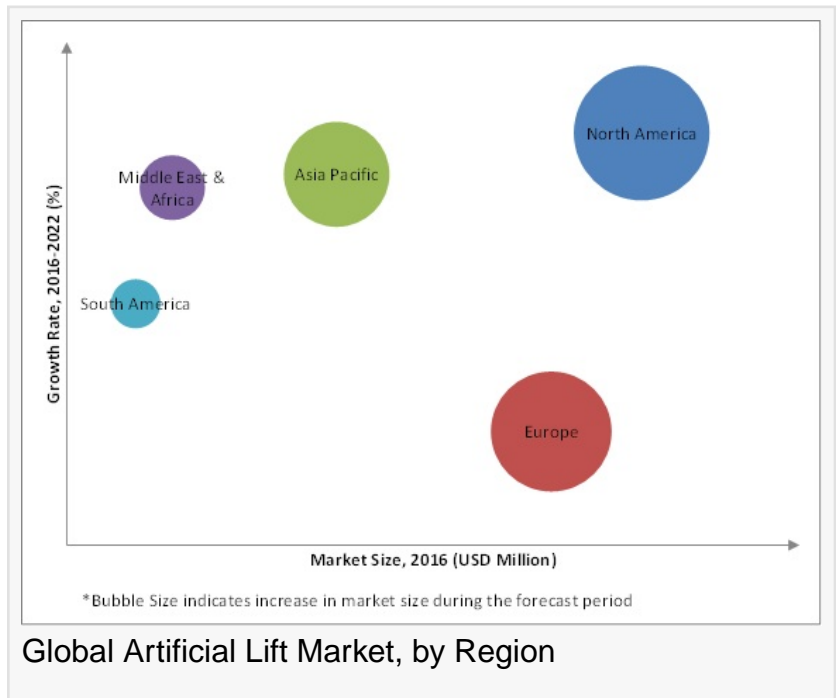 North America
Middle East &
Africa
Asia Pacific
South America
Growth Rate, 2016-2022 (%)
Europe
Market Size, 2016 (USD Million)
*Bubble Size indicates increase in market size during the forecast period
Global Artificial Lift Market, by Region